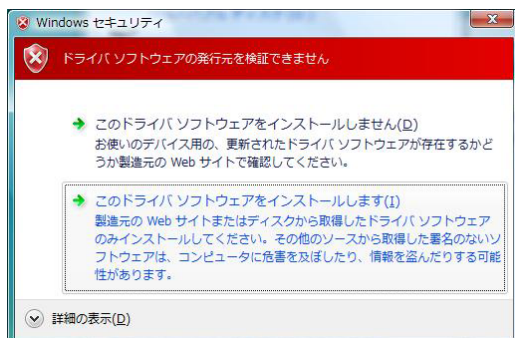 Windows セキュリティ
ドライバ ソフトウェアの発行元を検証できません
このドライバ ソフトウェアをインストールしません(D)
お使いのデバイス用の、更新されたドライバ ソフトウェアが存在するかど
うか製造元の Web サイトで確認してください。
このドライバ ソフトウェアをインストールします(I)
製造元の Web サイトまたはディスクから取得したドライバ ソフトウェア
のみインストールしてください。その他のソースから取得した署名のないソ
フトウェアは、コンピュータに危害を及ぼしたり、情報を盗んだりする可能
性があります。
詳細の表示(D)